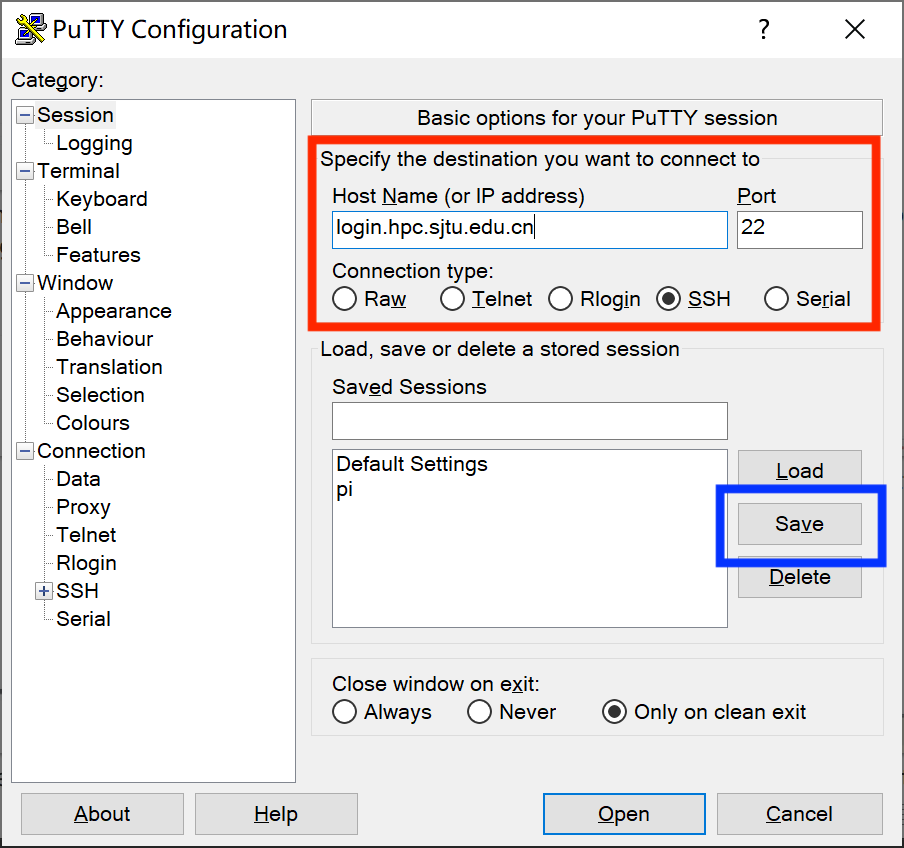 PuTTY Configuration
?
Category:
Session
Logging
Terminal
Keyboard
Bell
Features
Window
Appearance
Behaviour
Translation
Selection
Colours
Connection
Data
Proxy
Telnet
Rlogin
SSH
Serial
Basic options for your PuTTY session
Specify the destination you want to connect to
Host Name (or IP address) Port
login.hpc.sjtu.edu.cn 22
Connection type:
Raw Telnet Rlogin SSH Serial
Load, save or delete a stored session
Saved Sessions
Default Settings
pi
Load
Save
Delete
Close window on exit:
Always Never Only on clean exit
About Help Open Cancel